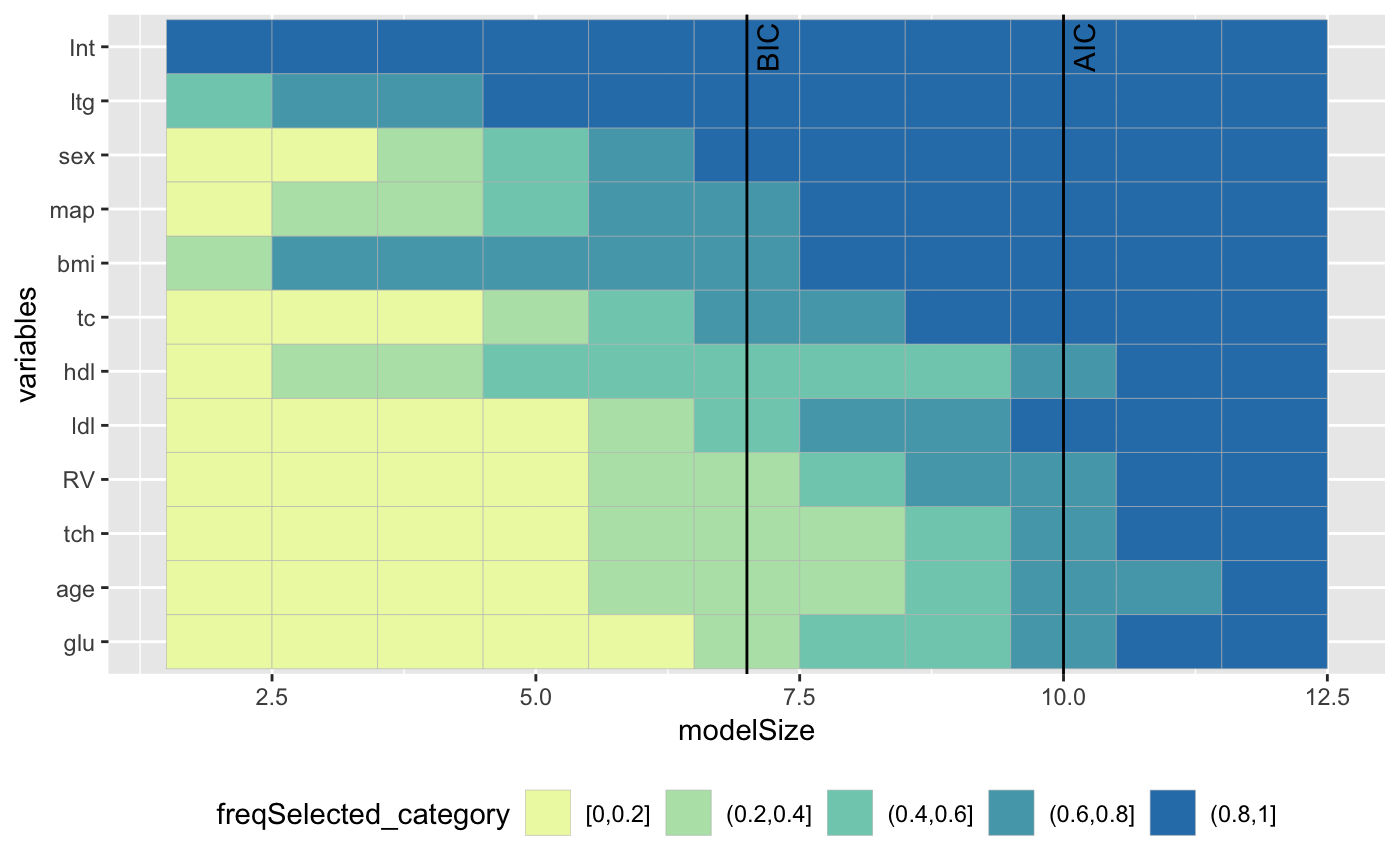 BIC
AIC
Int
ltg
sex
map
bmi
tc
hdl
ldl
RV
tch
age
glu
variables
2.5 5.0 7.5 10.0 12.5
modelSize
freqSelected_category [0,0.2] (0.2,0.4] (0.4,0.6] (0.6,0.8] (0.8,1]